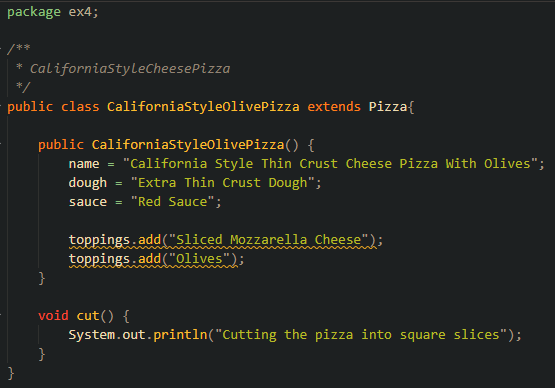 package ex4;
/**
* CaliforniaStyleCheesePizza
*/
public class CaliforniaStyleOlivePizza extends Pizza{
public CaliforniaStyleOlivePizza() {
name = "California Style Thin Crust Cheese Pizza With Olives";
dough = "Extra Thin Crust Dough";
sauce = "Red Sauce";
toppings.add("Sliced Mozzarella Cheese");
toppings.add("Olives");
}
void cut() {
System.out.println("Cutting the pizza into square slices");
}
}